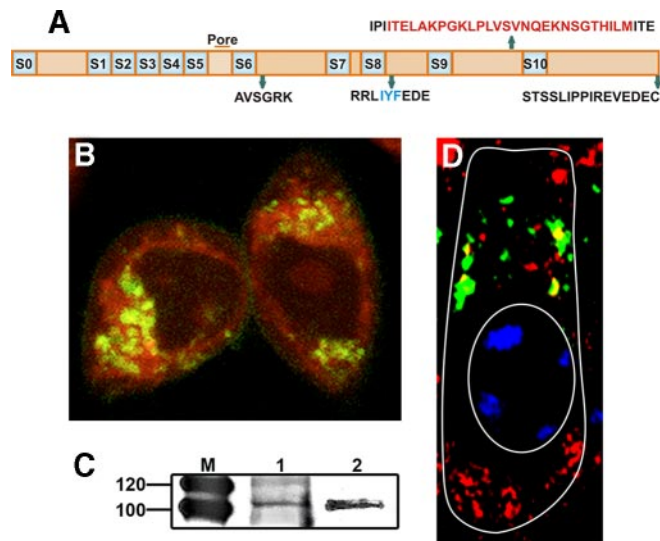 A
IPIITELAKPGKLPLVSVNQEKNSGTHILMITE
Pore
S0 S1 S2 S3 S4 S5 S6 S7 S8 S9 S10
AVSGRK RRLIYFEDE STSSLIPPIREVEDEC
B
D
C
M 1 2
120
100